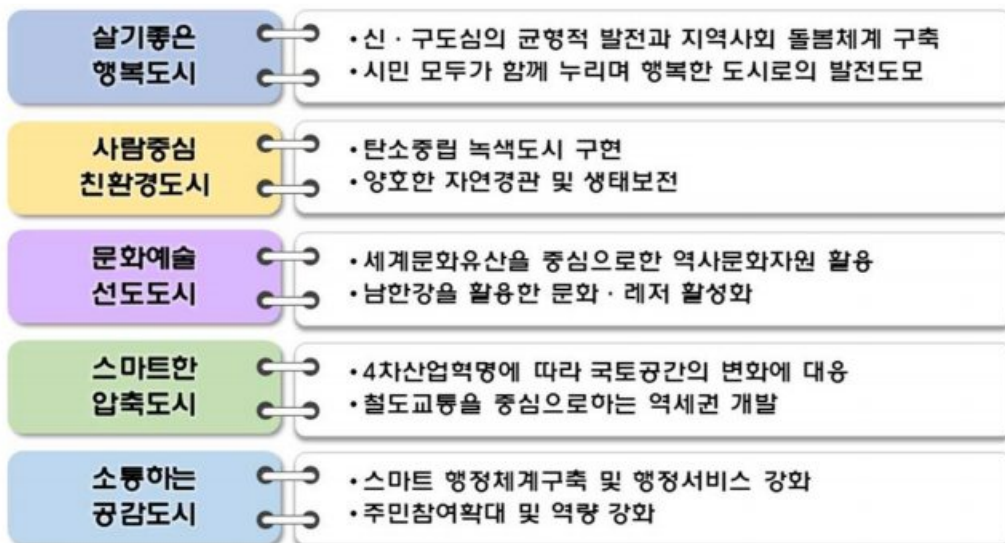 살기좋은
행복도시
• 신 · 구도심의 균형적 발전과 지역사회 돌봄체계 구축
• 시민 모두가 함께 누리며 행복한 도시로의 발전도모
사람중심
친환경도시
• 탄소중립 녹색도시 구현
• 양호한 자연경관 및 생태보전
문화예술
선도도시
• 세계문화유산을 중심으로한 역사문화자원 활용
• 남한강을 활용한 문화 · 레저 활성화
스마트한
압축도시
• 4차산업혁명에 따라 국토공간의 변화에 대응
• 철도교통을 중심으로하는 역세권 개발
소통하는
공감도시
• 스마트 행정체계구축 및 행정서비스 강화
• 주민참여확대 및 역량 강화